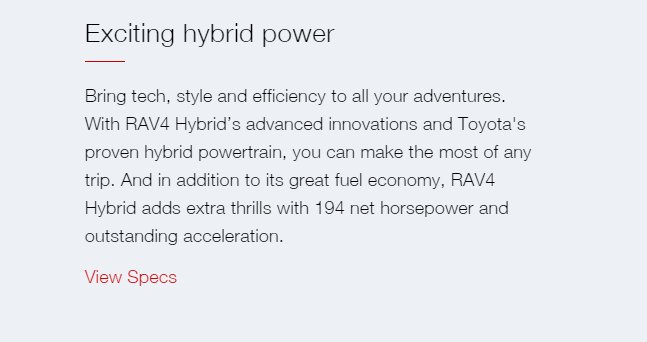 Exciting hybrid power
Bring tech, style and efficiency to all your adventures.
With RAV4 Hybrid’s advanced innovations and Toyota's
proven hybrid powertrain, you can make the most of any
trip. And in addition to its great fuel economy, RAV4
Hybrid adds extra thrills with 194 net horsepower and
outstanding acceleration.
View Specs